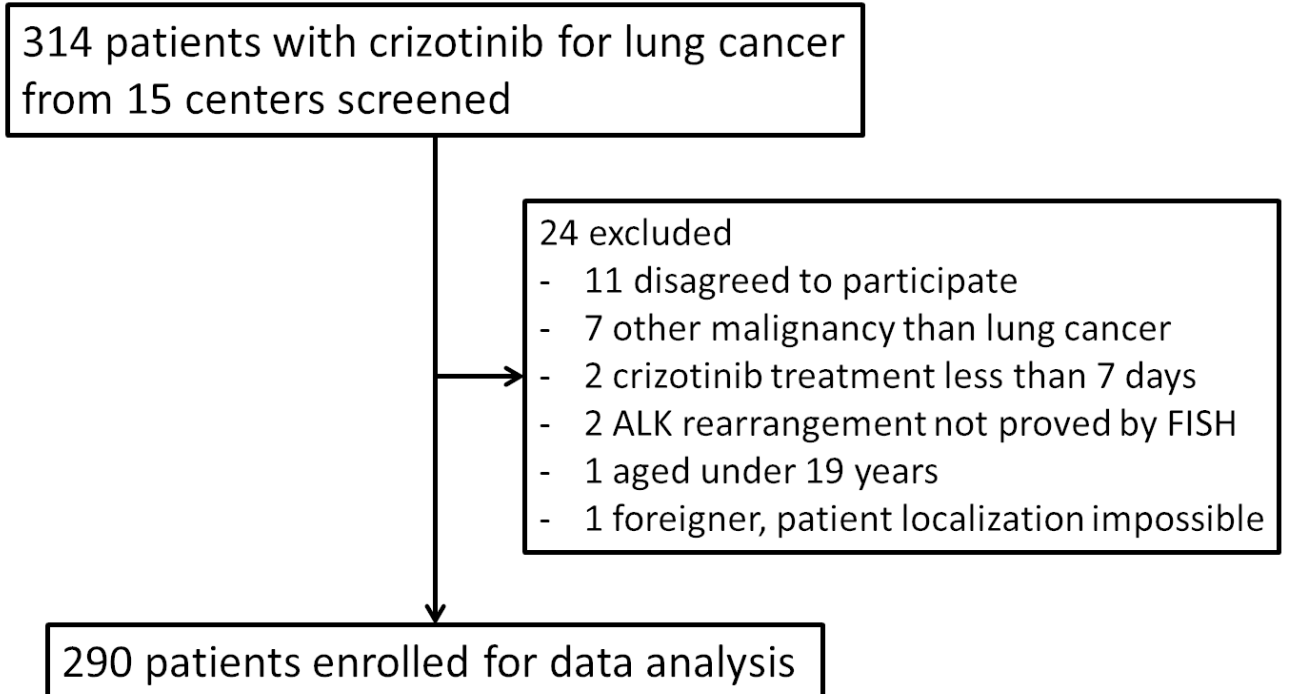 314 patients with crizotinib for lung cancer
from 15 centers screened
24 excluded
- 11 disagreed to participate
- 7 other malignancy than lung cancer
- 2 crizotinib treatment less than 7 days
- 2 ALK rearrangement not proved by FISH
- 1 aged under 19 years
- 1 foreigner, patient localization impossible
290 patients enrolled for data analysis